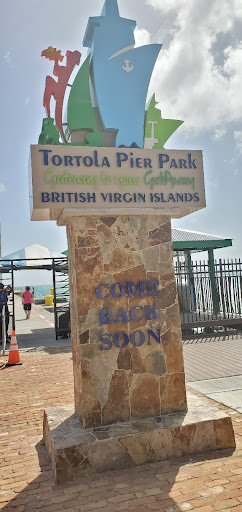 TORTOLA PIER PARK
Gateway to your GetAway
BRITISH VIRGIN ISLANDS
COME
BACK
SOON